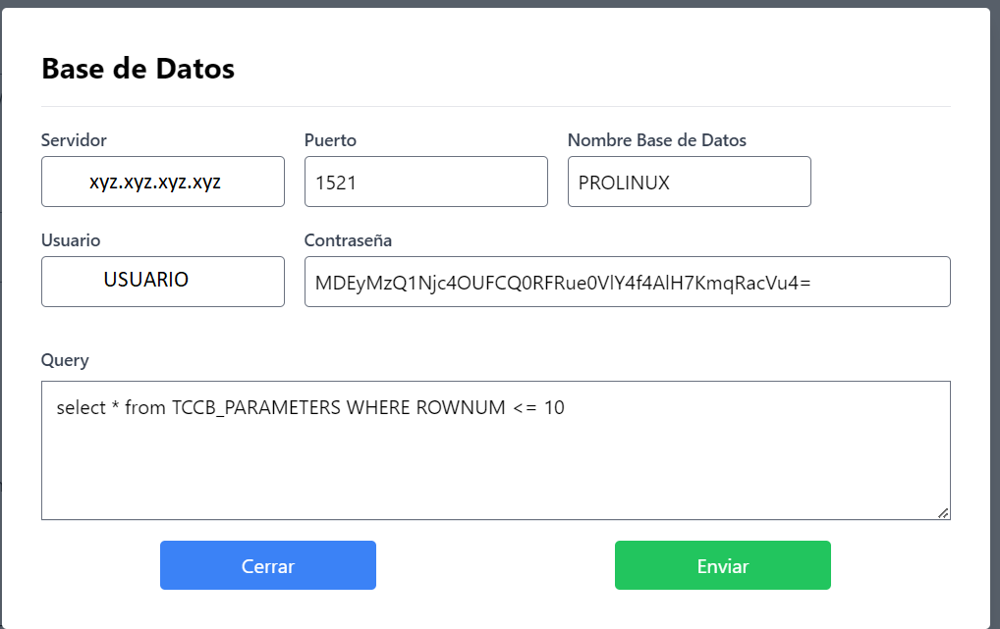 Base de Datos
Servidor Puerto Nombre Base de Datos
xyz.xyz.xyz.xyz 1521 PROLINUX
Usuario Contraseña
USUARIO MDEyMzQ1Njc4OUFCQ0RFRue0VlY4f4AlH7KmqRacVu4=
Query
select * from TCCB_PARAMETERS WHERE ROWNUM <= 10
Cerrar Enviar